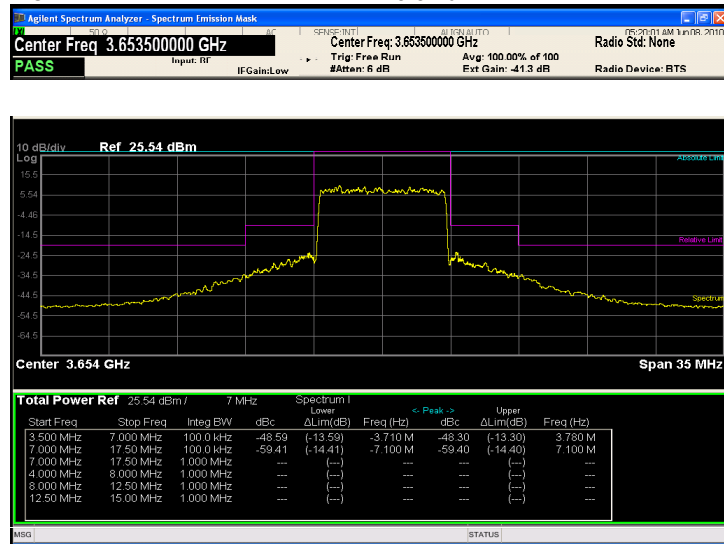 Agilent Spectrum Analyzer - Spectrum Emission Mask
50 Ω AC SENSE:INT ALIGNAUTO 05:20:01 AM Jun 08, 2010
Center Freq 3.653500000 GHz
Center Freq: 3.653500000 GHz
Radio Std: None
Input: RF
Trig: Free Run
Avg: 100.00% of 100
PASS
IFGain:Low
#Atten: 6 dB
Ext Gain: -41.3 dB
Radio Device: BTS
10 dB/div Ref 25.54 dBm
Log
Absolute Limit
15.5
5.54
-4.46
-14.5
Relative Limit
-24.5
-34.5
-44.5
Spectrum
-54.5
-64.5
Center 3.654 GHz
Span 35 MHz
Total Power Ref 25.54 dBm / 7 MHz Spectrum
Lower <- Peak -> Upper
Start Freq Stop Freq Integ BW dBc ΔLim(dB) Freq (Hz) dBc ΔLim(dB) Freq (Hz)
3.500 MHz 7.000 MHz 100.0 kHz -48.59 (-13.59) -3.710 M -48.30 (-13.30) 3.780 M
7.000 MHz 17.50 MHz 100.0 kHz -59.41 (-14.41) -7.100 M -59.40 (-14.40) 7.100 M
7.000 MHz 17.50 MHz 1.000 MHz --- (---) --- --- (---) ---
4.000 MHz 8.000 MHz 1.000 MHz --- (---) --- --- (---) ---
8.000 MHz 12.50 MHz 1.000 MHz --- (---) --- --- (---) ---
12.50 MHz 15.00 MHz 1.000 MHz --- (---) --- --- (---) ---
MSG
STATUS